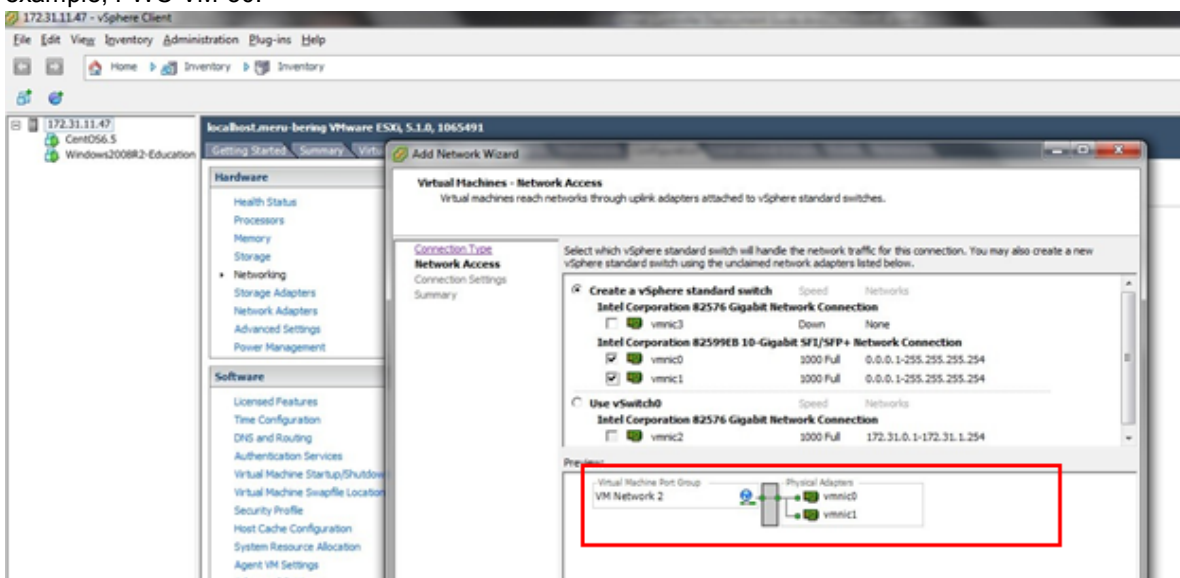 172.31.11.47 - vSphere Client
File Edit View Inventory Administration Plug-ins Help
Home Inventory Inventory
172.31.11.47
CentOS6.5
Windows2008R2-Education
localhost.meru-bering VMware ESXi, 5.1.0, 1065491
Getting Started Summary
Hardware
Health Status
Processors
Memory
Storage
Networking
Storage Adapters
Network Adapters
Advanced Settings
Power Management
Software
Licensed Features
Time Configuration
DNS and Routing
Authentication Services
Virtual Machine Startup/Shutdow
Virtual Machine Swapfile Location
Security Profile
Host Cache Configuration
System Resource Allocation
Agent VM Settings
Add Network Wizard
Virtual Machines - Network Access
Virtual machines reach networks through uplink adapters attached to vSphere standard switches.
Connection Type
Network Access
Connection Settings
Summary
Select which vSphere standard switch will handle the network traffic for this connection. You may also create a new
vSphere standard switch using the unclaimed network adapters listed below.
Create a vSphere standard switch Speed Networks
Intel Corporation 82576 Gigabit Network Connection
vmnic3 Down None
Intel Corporation 82599EB 10-Gigabit SFI/SFP+ Network Connection
vmnic0 1000 Full 0.0.0.1-255.255.255.254
vmnic1 1000 Full 0.0.0.1-255.255.255.254
Use vSwitch0 Speed Networks
Intel Corporation 82576 Gigabit Network Connection
vmnic2 1000 Full 172.31.0.1-172.31.1.254
Preview:
Virtual Machine Port Group Physical Adapters
VM Network 2 vmnic0
vmnic1